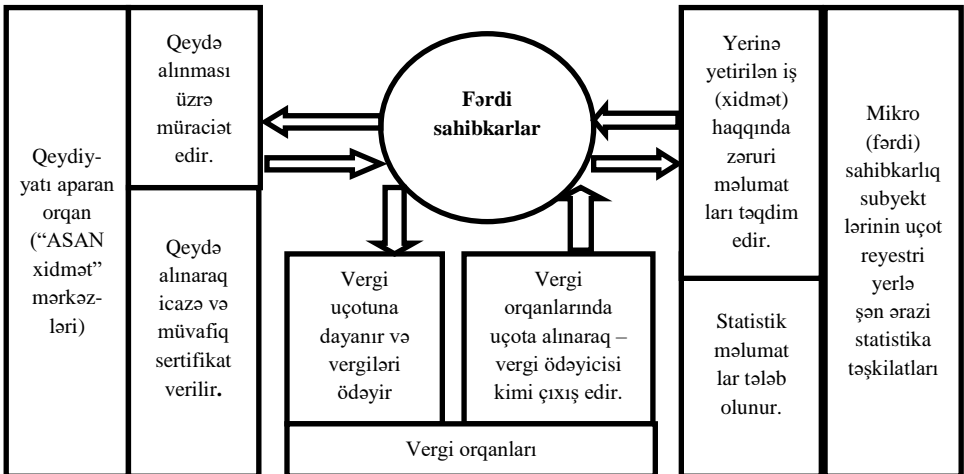 Qeydiy-
yatı aparan
orqan
(“ASAN
xidmət”
mərkəz-
ləri)
Qeydə
alınması
üzrə
müraciət
edir.
Qeydə
alınaraq
icazə və
müvafiq
sertifikat
verilir.
Fərdi
sahibkarlar
Vergi
uçotuna
dayanır və
vergiləri
ödəyir
Vergi
orqanlarında
uçota alınaraq –
vergi ödəyicisi
kimi çıxış edir.
Vergi orqanları
Yerinə
yetirilən iş
(xidmət)
haqqında
zəruri
məlumat
ları təqdim
edir.
Statistik
məlumat
lar tələb
olunur.
Mikro
(fərdi)
sahibkarlıq
subyekt
lərinin uçot
reyestri
yerlə
şən ərazi
statistika
təşkilatları